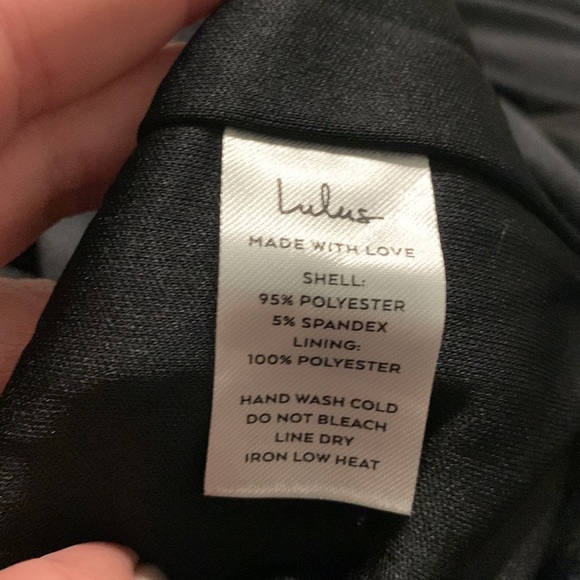 Lulus
MADE WITH LOVE
SHELL:
95% POLYESTER
5% SPANDEX
LINING:
100% POLYESTER
HAND WASH COLD
DO NOT BLEACH
LINE DRY
IRON LOW HEAT